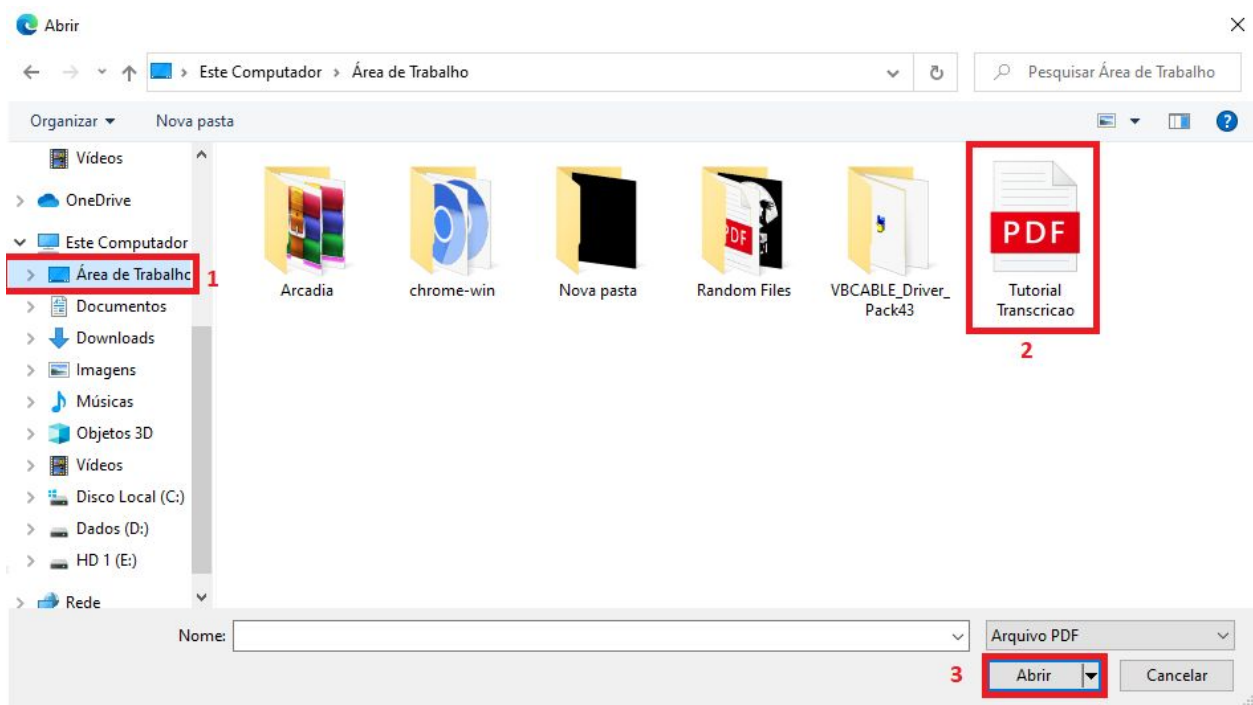 Abrir
Este Computador > Área de Trabalho
Pesquisar Área de Trabalho
Organizar
Nova pasta
Vídeos
OneDrive
Este Computador
Área de Trabalho
1
Documentos
Downloads
Imagens
Músicas
Objetos 3D
Vídeos
Disco Local (C:)
Dados (D:)
HD 1 (E:)
Rede
Arcadia
chrome-win
Nova pasta
PDF
Random Files
VBCABLE_Driver_
Pack43
PDF
Tutorial
Transcricao
2
Nome:
Arquivo PDF
3
Abrir
Cancelar